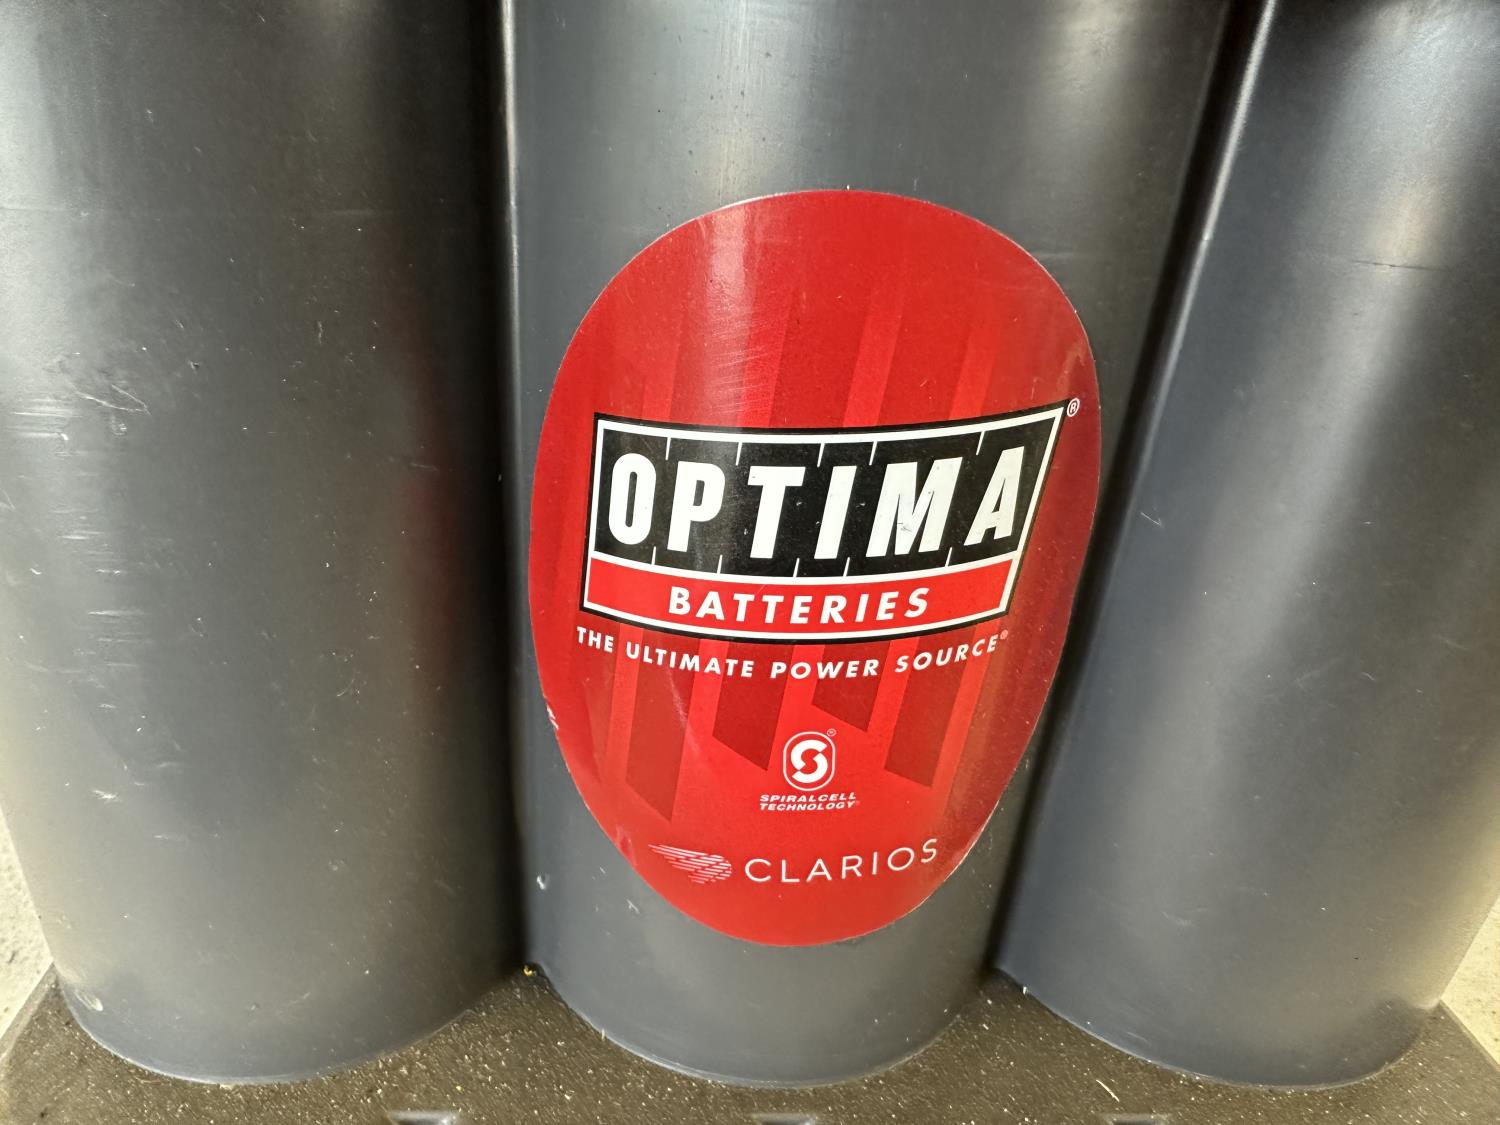 OPTIMA®
BATTERIES
THE ULTIMATE POWER SOURCE®
S®
SPIRALCELL
TECHNOLOGY®
CLARIOS